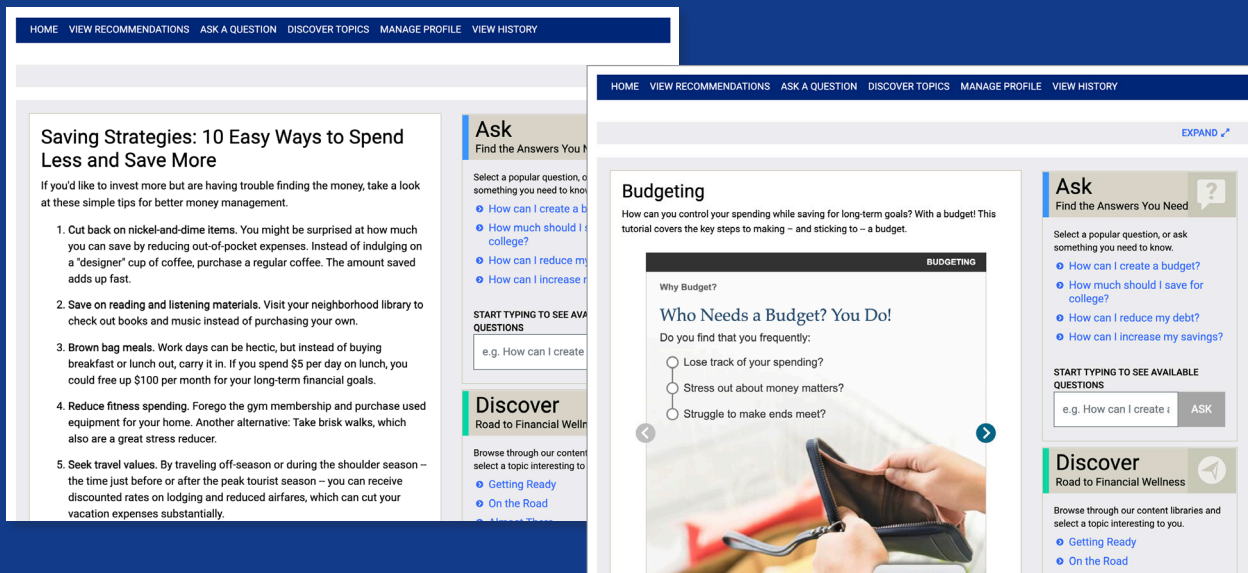 HOME VIEW RECOMMENDATIONS ASK A QUESTION DISCOVER TOPICS MANAGE PROFILE VIEW HISTORY
Saving Strategies: 10 Easy Ways to Spend
Less and Save More
If you'd like to invest more but are having trouble finding the money, take a look
at these simple tips for better money management.
1. Cut back on nickel-and-dime items. You might be surprised at how much
you can save by reducing out-of-pocket expenses. Instead of indulging on
a "designer" cup of coffee, purchase a regular coffee. The amount saved
adds up fast.
2. Save on reading and listening materials. Visit your neighborhood library to
check out books and music instead of purchasing your own.
3. Brown bag meals. Work days can be hectic, but instead of buying
breakfast or lunch out, carry it in. If you spend $5 per day on lunch, you
could free up $100 per month for your long-term financial goals.
4. Reduce fitness spending. Forego the gym membership and purchase used
equipment for your home. Another alternative: Take brisk walks, which
also are a great stress reducer.
5. Seek travel values. By traveling off-season or during the shoulder season --
the time just before or after the peak tourist season -- you can receive
discounted rates on lodging and reduced airfares, which can cut your
vacation expenses substantially.
Ask
Find the Answers You
Select a popular question,
something you need to
How can I create a
How much should I
college?
How can I reduce
How can I increase
START TYPING TO SEE
QUESTIONS
e.g. How can I create
Discover
Road to Financial
Browse through our
select a topic interesting to
Getting Ready
On the Road
Almost There
HOME VIEW RECOMMENDATIONS ASK A QUESTION DISCOVER TOPICS MANAGE PROFILE VIEW HISTORY
EXPAND
Budgeting
How can you control your spending while saving for long-term goals? With a budget! This
tutorial covers the key steps to making – and sticking to -- a budget.
BUDGETING
Why Budget?
Who Needs a Budget? You Do!
Do you find that you frequently:
Lose track of your spending?
Stress out about money matters?
Struggle to make ends meet?
Ask
Find the Answers You Need
Select a popular question, or ask
something you need to know.
How can I create a budget?
How much should I save for
college?
How can I reduce my debt?
How can I increase my savings?
START TYPING TO SEE AVAILABLE
QUESTIONS
e.g. How can I create
ASK
Discover
Road to Financial Wellness
Browse through our content libraries and
select a topic interesting to you.
Getting Ready
On the Road